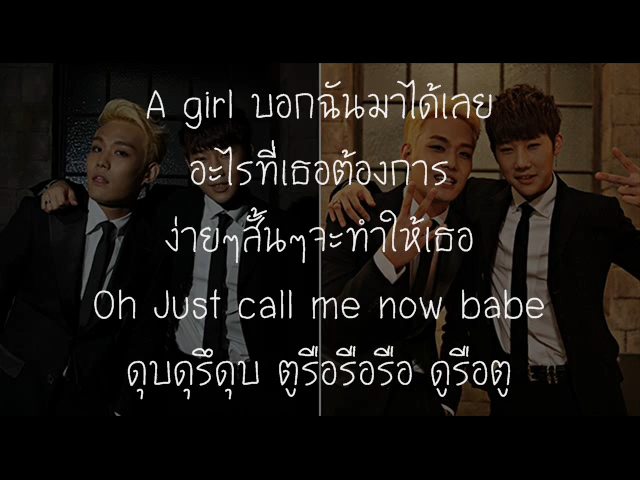 A girl บอกฉันมาได้เลย
อะไรที่เธอต้องการ
ง่ายๆสั้นๆจะทำให้เธอ
Oh Just call me now babe
ดุบดุรึดุบ ตูรือรือรือ ดูรือตู